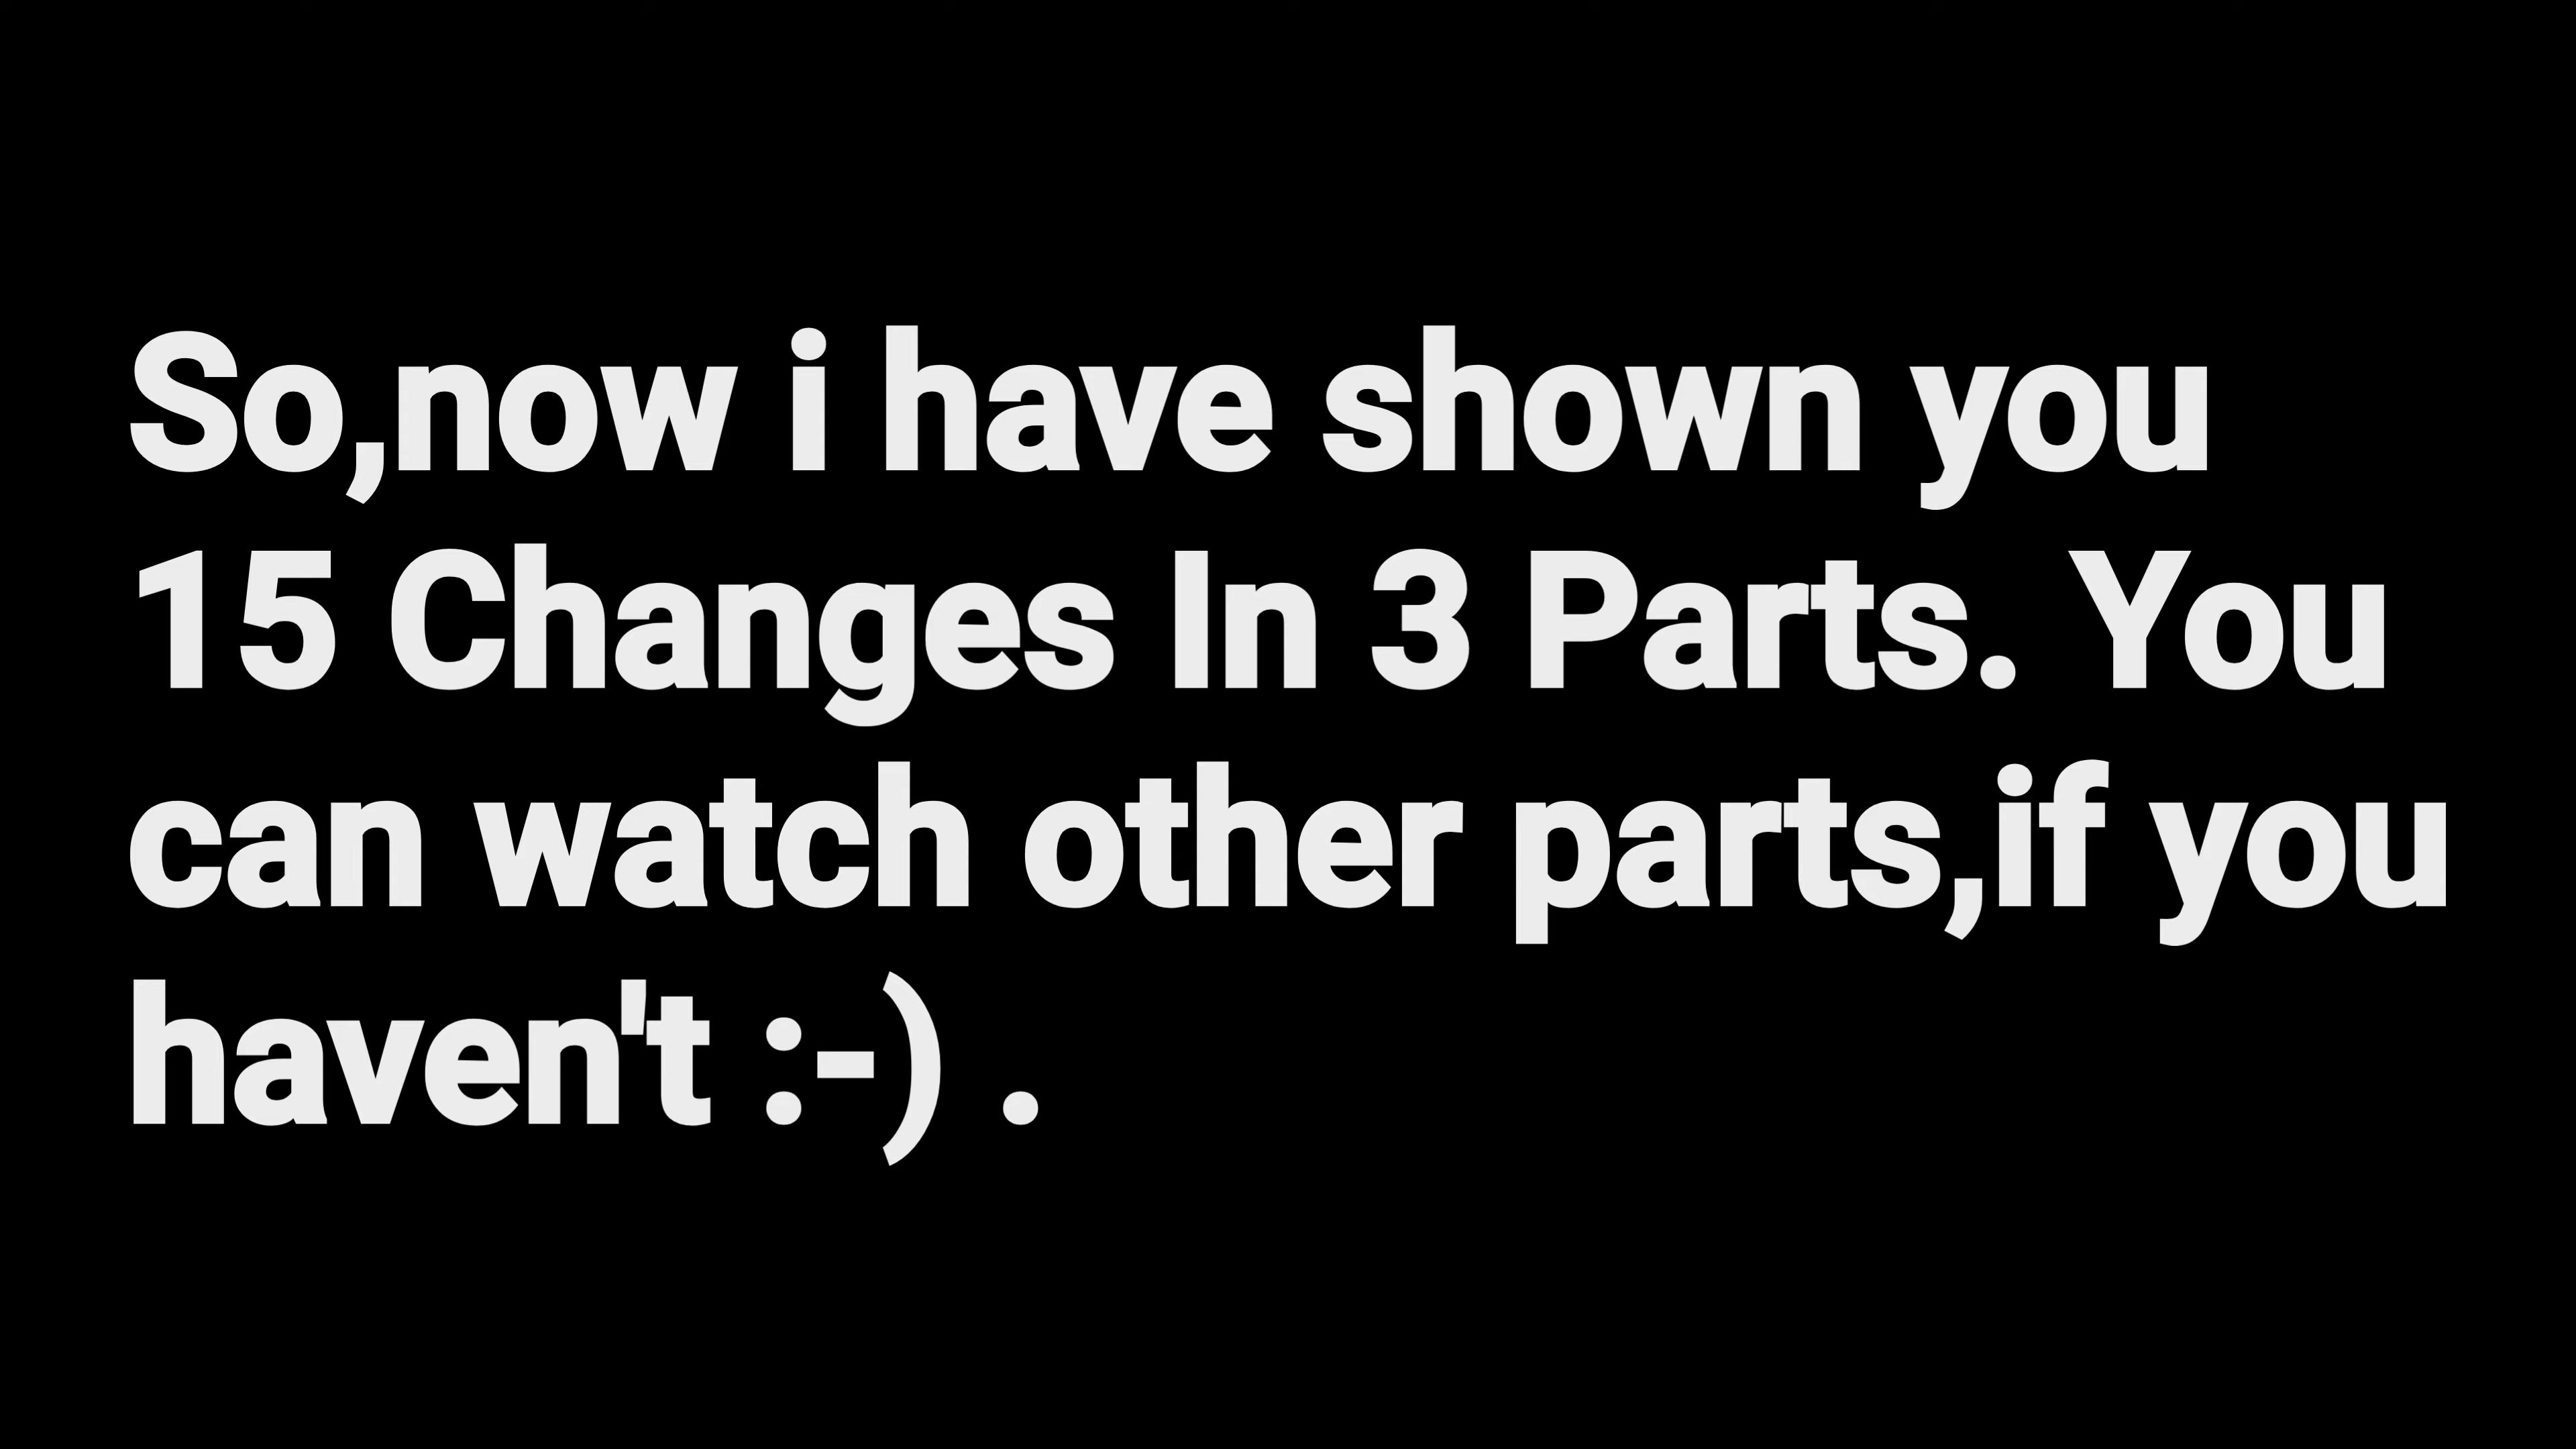 So,now i have shown you
15 Changes In 3 Parts. You
can watch other parts,if you
haven't :-) .